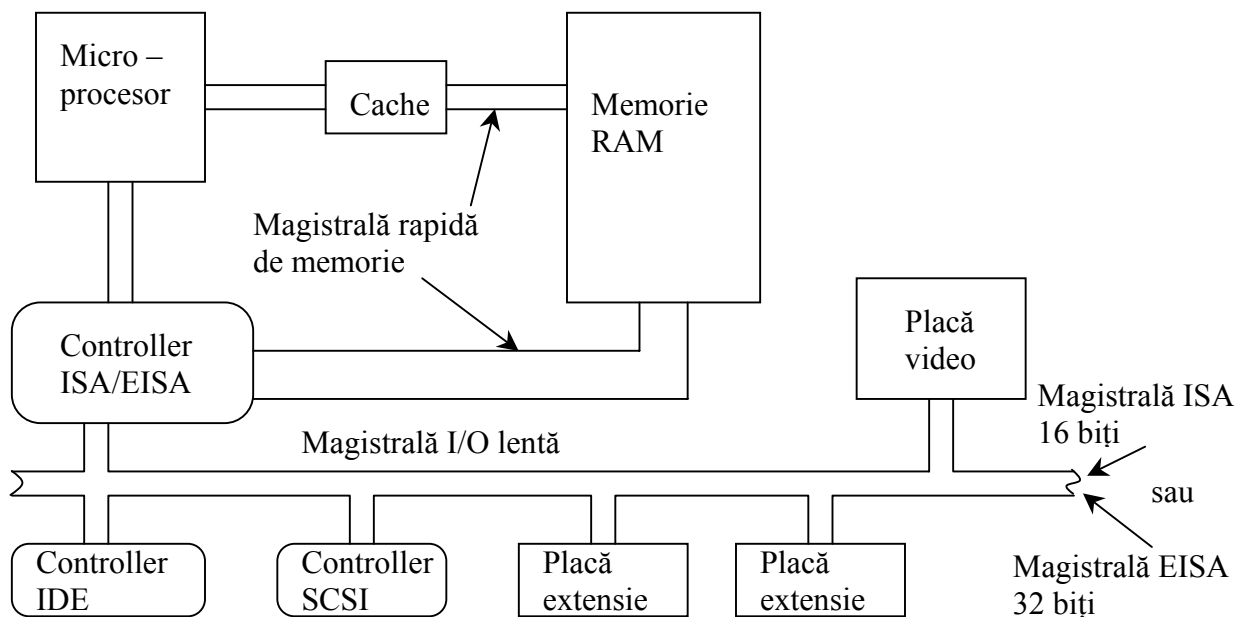 Micro –
procesor
Cache
Memorie
RAM
Magistrală rapidă
de memorie
Controller
ISA/EISA
Placă
video
Magistrală ISA
16 biți
Magistrală I/O lentă
sau
Controller
IDE
Controller
SCSI
Placă
extensie
Placă
extensie
Magistrală EISA
32 biți